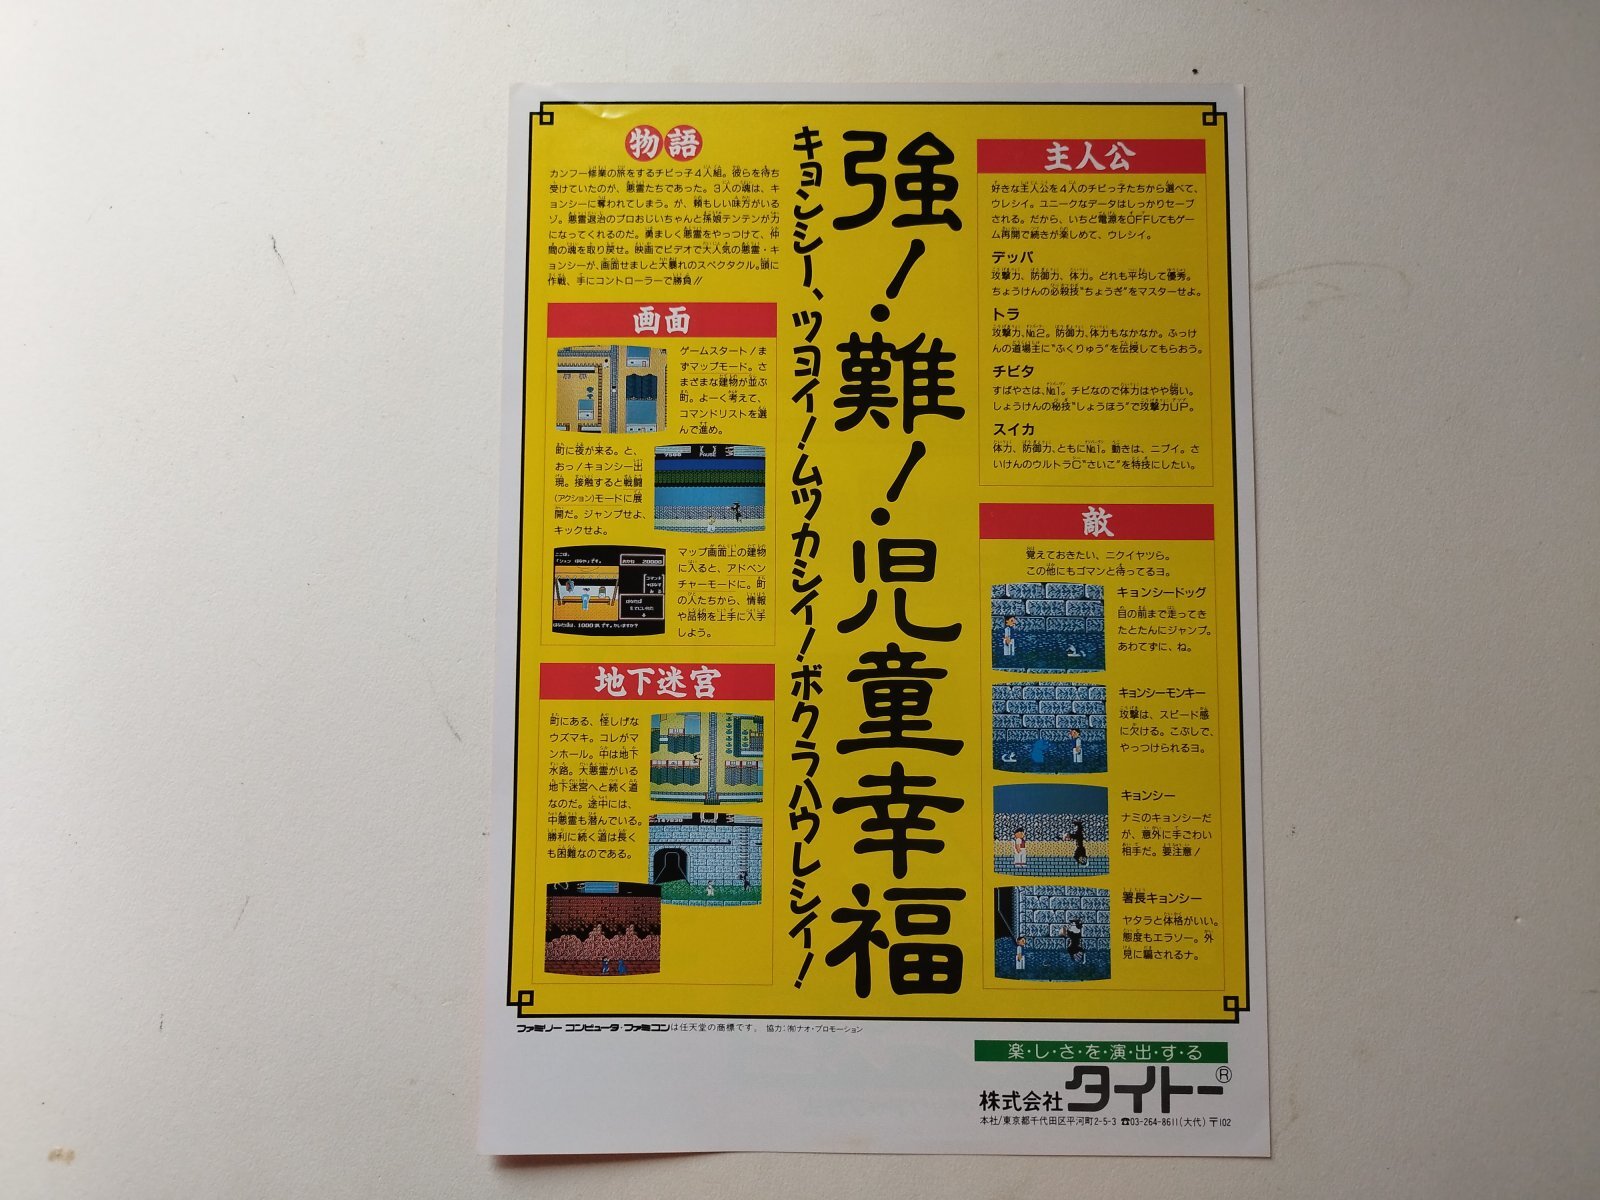 強！難！児童幸福
キョンシー、ツヨイ！ムツカシイ！ボクラハウレシイ！
物語
カンフー修業の旅をするチビっ子4人組。彼らを待ち
受けていたのが、悪霊たちであった。3人の魂は、キ
ョンシーに奪われてしまう。が、頼もしい味方がいる
ゾ。悪霊退治のプロおじいちゃんと孫娘テンテンが力
になってくれるのだ。勇ましく悪霊をやっつけて、仲
間の魂を取り戻せ。映画でビデオで大人気の悪霊・キ
ョンシーが、画面せましと大暴れのスペクタクル。頭に
作戦、手にコントローラーで勝負!!
画面
ゲームスタート！ま
ずマップモード。さ
まざまな建物が並ぶ
町。よーく考えて、
コマンドリストを選
んで進め。
町に夜が来る。と、
おっ！キョンシー出
現。接触すると戦闘
(アクション)モードに展
開だ。ジャンプせよ、
キックせよ。
7500
PAUSE
マップ画面上の建物
に入ると、アドベン
チャーモードに。町
の人たちから、情報
や品物を上手に入手
しよう。
ここは、
おかね 20000
コマンド
地下迷宮
町にある、怪しげな
ウズマキ。コレがマ
ンホール。中は地下
水路。大悪霊がいる
地下迷宮へと続く道
なのだ。途中には、
中悪霊も潜んでいる。
勝利に続く道は長く
も困難なのである。
PAUSE
主人公
好きな主人公を4人のチビっ子たちから選べて、
ウレシイ。ユニークなデータはしっかりセーブ
される。だから、いちど電源をOFFしてもゲー
ム再開で続きが楽しめて、ウレシイ。
デッパ
攻撃力、防御力、体力。どれも平均して優秀。
ちょうけんの必殺技“ちょうぎ”をマスターせよ。
トラ
攻撃力、№2。防御力、体力もなかなか。ふっけ
んの道場主に“ふくりゅう”を伝授してもらおう。
チビタ
すばやさは、№1。チビなので体力はやや弱い。
しょうけんの秘技“しょうほう”で攻撃力UP。
スイカ
体力、防御力、ともに№1。動きは、ニブイ。さ
いけんのウルトラC“さいこ”を特技にしたい。
敵
覚えておきたい、ニクイヤツら。
この他にもゴマンと待ってるヨ。
キョンシードッグ
目の前まで走ってき
たとたんにジャンプ。
あわてずに、ね。
キョンシーモンキー
攻撃は、スピード感
に欠ける。こぶしで、
やっつけられるヨ。
キョンシー
ナミのキョンシーだ
が、意外に手ごわい
相手だ。要注意！
署長キョンシー
ヤタラと体格がいい。
態度もエラソー。外
見に騙されるナ。
ファミリーコンピュータ・ファミコンは任天堂の商標です。 協力：㈲ナオ・プロモーション
楽・し・さ・を・演・出・す・る
株式会社タイトー®
本社/東京都千代田区平河町2-5-3 ☎03-264-8611(大代) 〒102